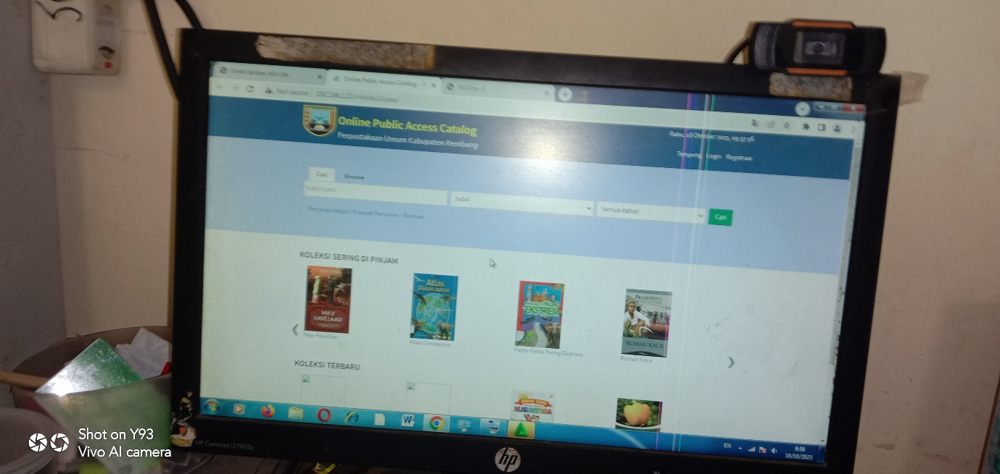 Portal Aplikasi Inlis Lite
Online Public Access Catalog -
Not secure 192.168.1.22/inlislite3/opac/
Online Public Access Catalog
Perpustakaan Umum Kabupaten Rembang
Rabu, 18 Oktober 2023, 09:57:56
Tampung Login Registrasi
Cari Browse
Kata Kunci Judul Semua Bahan Cari
Pencarian lanjut - Riwayat Pencarian - Bantuan
KOLEKSI SERING DI PINJAM
MAX HAVELAAR
Atlas Dinosaurus
EKSTREM
PRAMOEDYA
RUMAH KACA
Max Havelaar
Atlas Dinosaurus
Fakta-Fakta Paling Ekstrem
Rumah Kaca
KOLEKSI TERBARU
SERBA TAHU
NUSANTARA
EN 9:58
18/10/2023
HP Compaq LE1902x
hp
Shot on Y93
Vivo AI camera